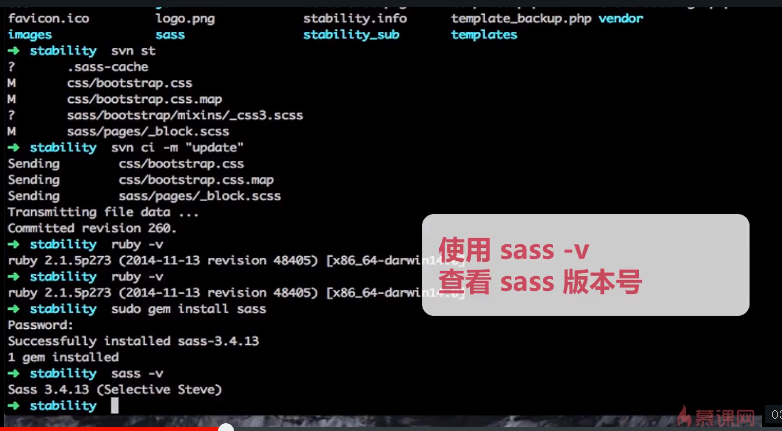 favicon.ico logo.png stability.info template_backup.php vendor
images sass stability_sub templates
→ stability svn st
? .sass-cache
M css/bootstrap.css
M css/bootstrap.css.map
? sass/bootstrap/mixins/_css3.scss
M sass/pages/_block.scss
→ stability svn ci -m "update"
Sending css/bootstrap.css
Sending css/bootstrap.css.map
Sending sass/pages/_block.scss
Transmitting file data ...
Committed revision 260.
→ stability ruby -v
ruby 2.1.5p273 (2014-11-13 revision 48405) [x86_64-darwin14.0]
→ stability ruby -v
ruby 2.1.5p273 (2014-11-13 revision 48405) [x86_64-darwin14.0]
→ stability sudo gem install sass
Password:
Successfully installed sass-3.4.13
1 gem installed
→ stability sass -v
Sass 3.4.13 (Selective Steve)
→ stability
使用 sass -v
查看 sass 版本号
慕课网